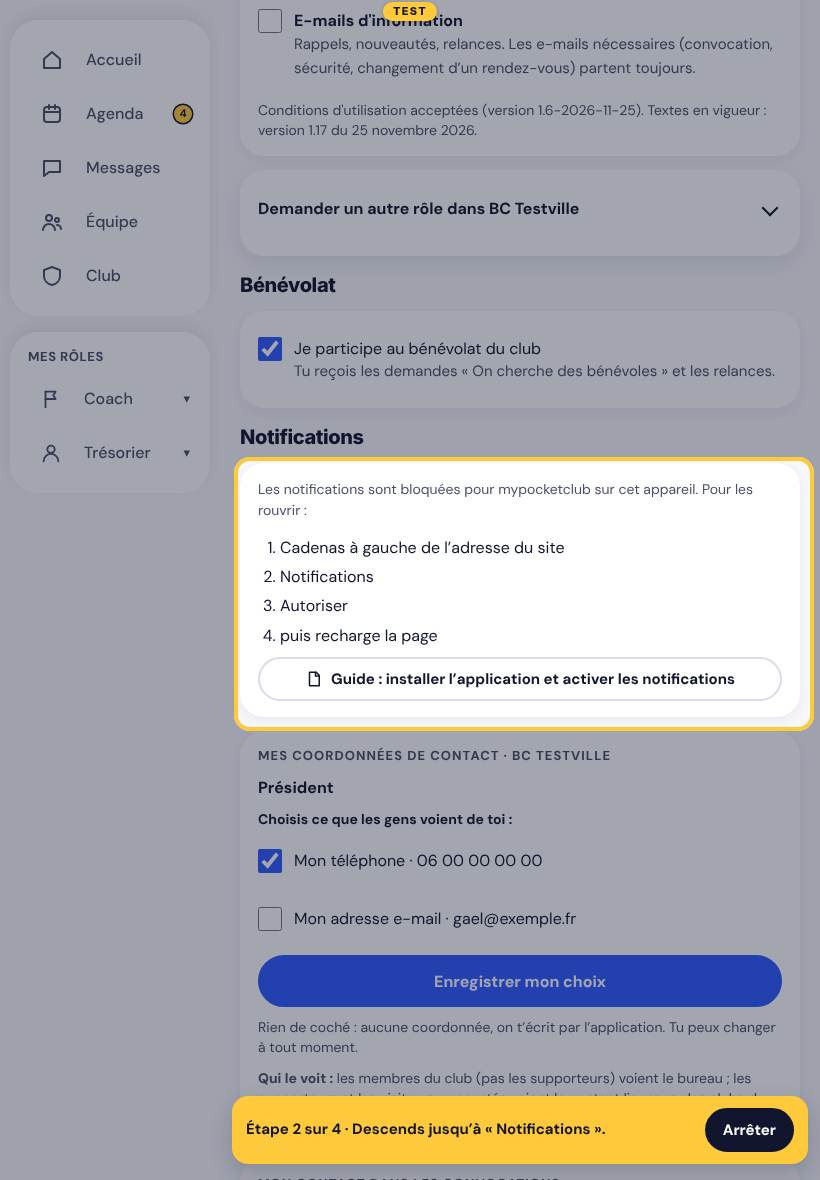 TEST
Accueil
Agenda
4
Messages
Équipe
Club
MES RÔLES
Coach
▾
Trésorier
▾
E-mails d'information
Rappels, nouveautés, relances. Les e-mails nécessaires (convocation,
sécurité, changement d’un rendez-vous) partent toujours.
Conditions d'utilisation acceptées (version 1.6-2026-11-25). Textes en vigueur :
version 1.17 du 25 novembre 2026.
Demander un autre rôle dans BC Testville
Bénévolat
Je participe au bénévolat du club
Tu reçois les demandes « On cherche des bénévoles » et les relances.
Notifications
Les notifications sont bloquées pour mypocketclub sur cet appareil. Pour les
rouvrir :
1. Cadenas à gauche de l’adresse du site
2. Notifications
3. Autoriser
4. puis recharge la page
Guide : installer l’application et activer les notifications
MES COORDONNÉES DE CONTACT · BC TESTVILLE
Président
Choisis ce que les gens voient de toi :
Mon téléphone · 06 00 00 00 00
Mon adresse e-mail · gael@exemple.fr
Enregistrer mon choix
Rien de coché : aucune coordonnée, on t’écrit par l’application. Tu peux changer
à tout moment.
Qui le voit : les membres du club (pas les supporteurs) voient le bureau ; les
Étape 2 sur 4 · Descends jusqu’à « Notifications ».
Arrêter